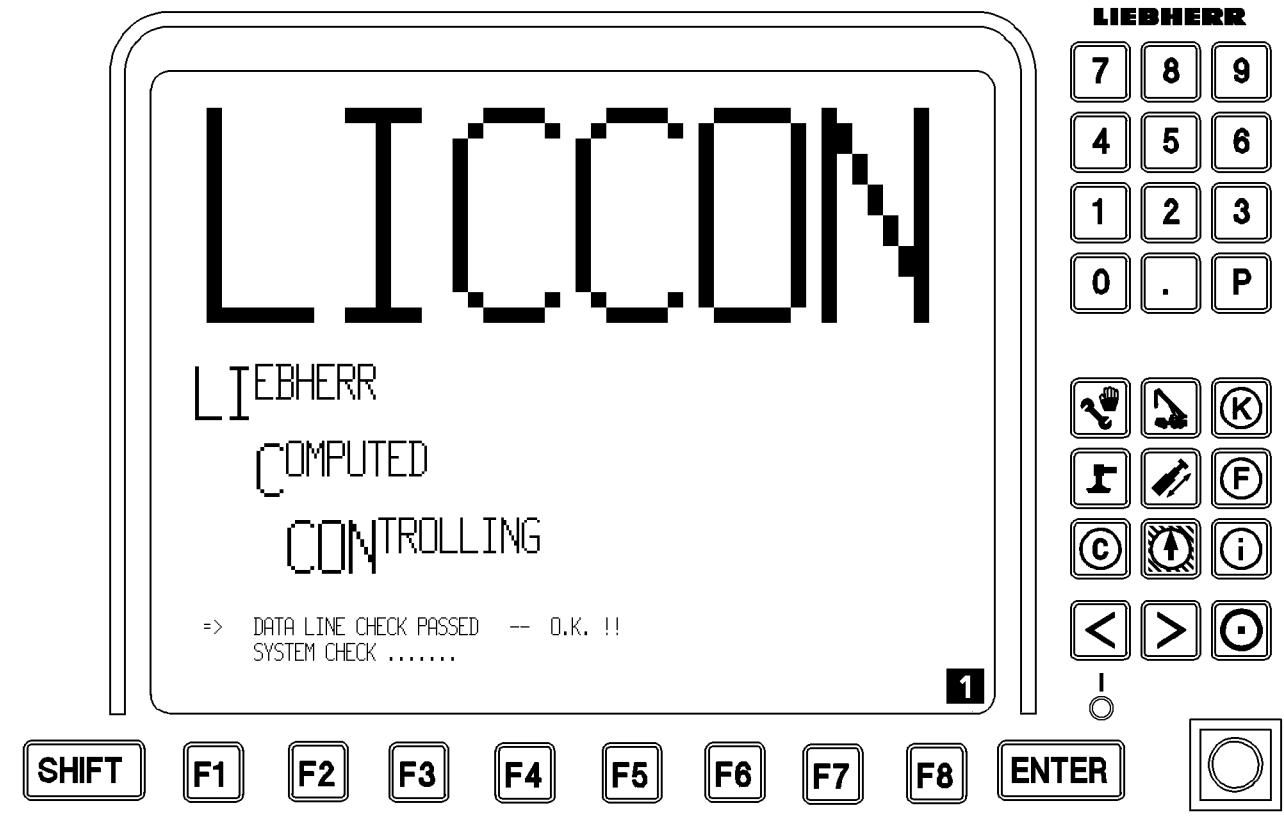 LIEBHERR
7 8 9
4 5 6
1 2 3
0 . P
LICCON
LIEBHERR
COMPUTED
CONTROLLING
=> DATA LINE CHECK PASSED -- O.K. !!
SYSTEM CHECK .......
1
K
F
C i
< >
I
SHIFT F1 F2 F3 F4 F5 F6 F7 F8 ENTER